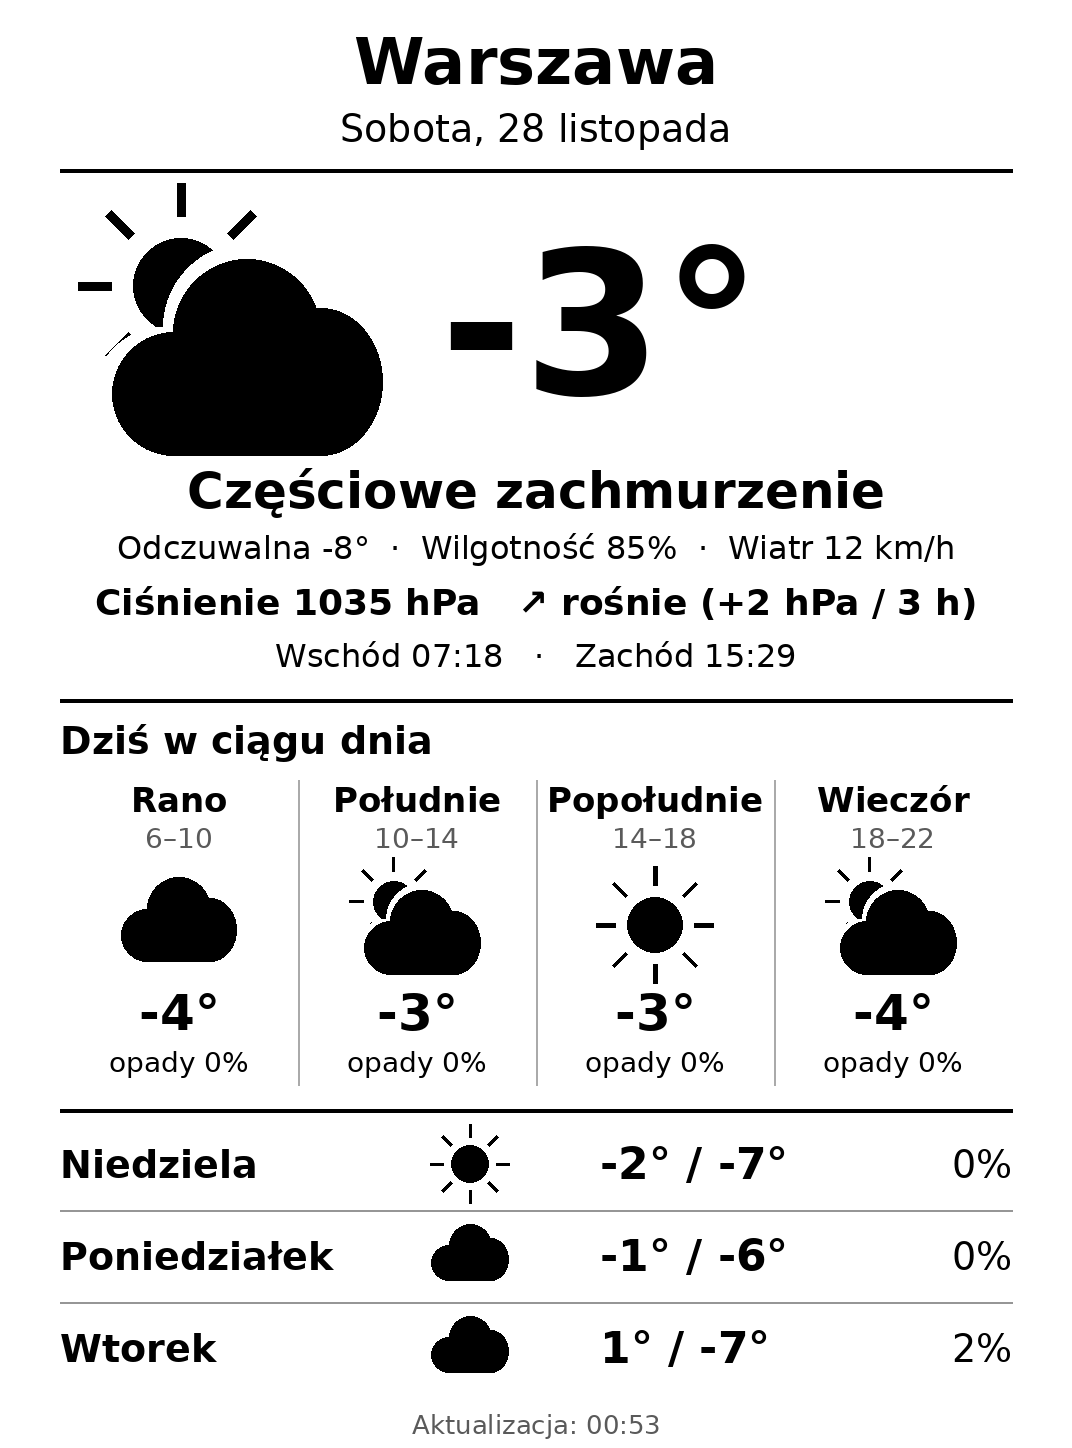 Warszawa
Sobota, 28 listopada
-3°
Częściowe zachmurzenie
Odczuwalna -8° · Wilgotność 85% · Wiatr 12 km/h
Ciśnienie 1035 hPa ↗ rośnie (+2 hPa / 3 h)
Wschód 07:18 · Zachód 15:29
Dziś w ciągu dnia
Rano Południe Popołudnie Wieczór
6–10 10–14 14–18 18–22
-4° -3° -3° -4°
opady 0% opady 0% opady 0% opady 0%
Niedziela -2° / -7° 0%
Poniedziałek -1° / -6° 0%
Wtorek 1° / -7° 2%
Aktualizacja: 00:53